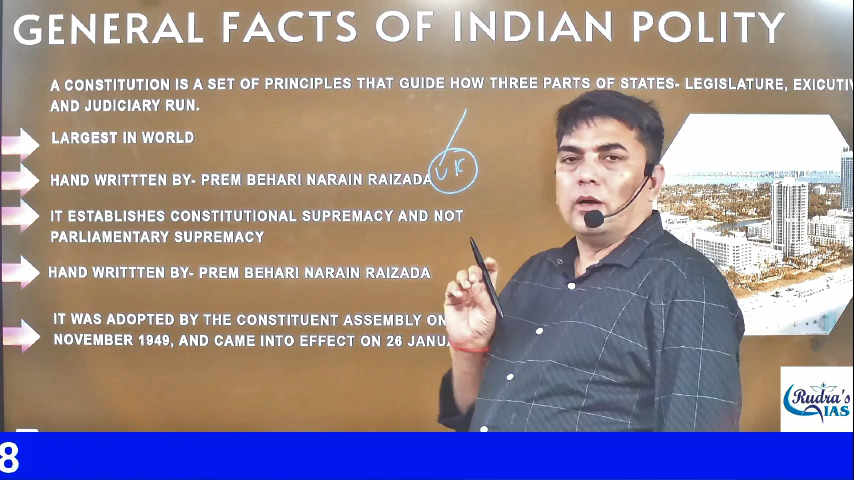 GENERAL FACTS OF INDIAN POLITY
A CONSTITUTION IS A SET OF PRINCIPLES THAT GUIDE HOW THREE PARTS OF STATES- LEGISLATURE, EXICUTIV
AND JUDICIARY RUN.
LARGEST IN WORLD
HAND WRITTTEN BY- PREM BEHARI NARAIN RAIZADA
UK
IT ESTABLISHES CONSTITUTIONAL SUPREMACY AND NOT
PARLIAMENTARY SUPREMACY
HAND WRITTTEN BY- PREM BEHARI NARAIN RAIZADA
IT WAS ADOPTED BY THE CONSTITUENT ASSEMBLY ON
NOVEMBER 1949, AND CAME INTO EFFECT ON 26 JANUA
Rudra's
IAS
8